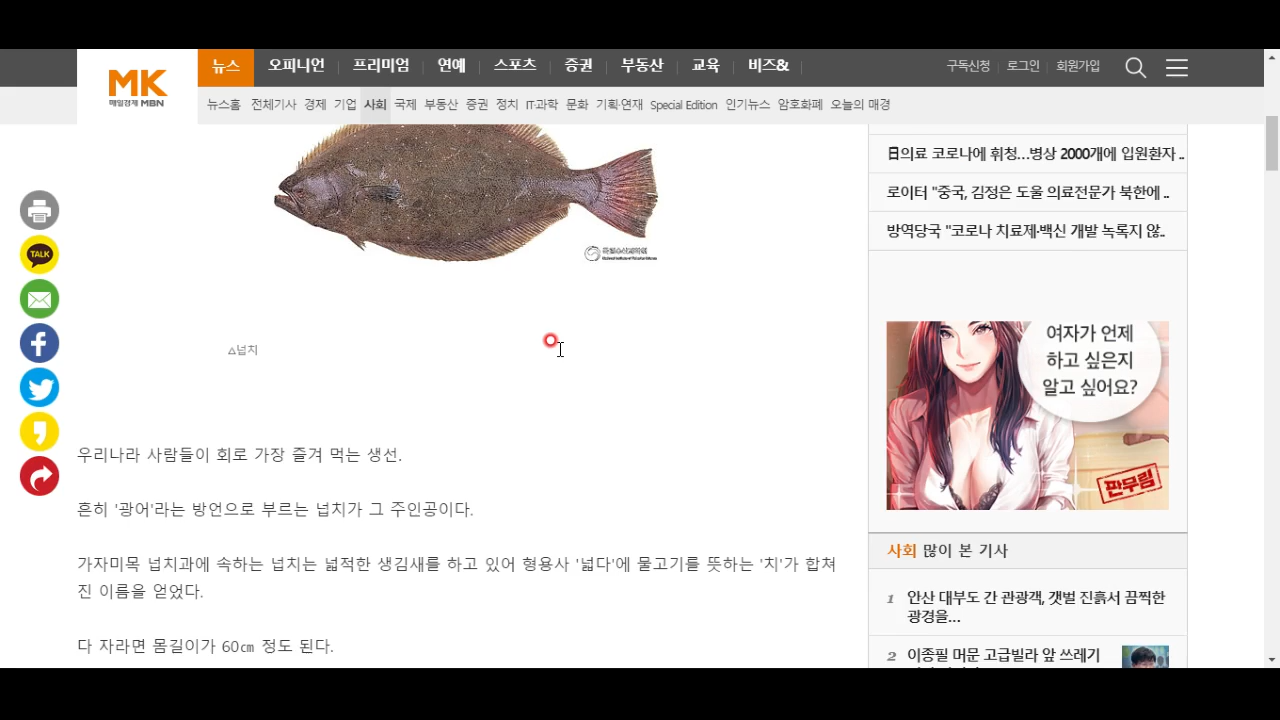 MK
매일경제 MBN
뉴스 오피니언 프리미엄 연예 스포츠 증권 부동산 교육 비즈&
구독신청 로그인 회원가입
뉴스홈 전체기사 경제 기업 사회 국제 부동산 증권 정치 IT·과학 문화 기획·연재 Special Edition 인기뉴스 암호화폐 오늘의 매경
日의료 코로나에 휘청…병상 2000개에 입원환자 ..
로이터 "중국, 김정은 도울 의료전문가 북한에 ..
방역당국 "코로나 치료제·백신 개발 녹록지 않..
TALK
△넙치
여자가 언제
하고 싶은지
알고 싶어요?
판무림
우리나라 사람들이 회로 가장 즐겨 먹는 생선.
흔히 '광어'라는 방언으로 부르는 넙치가 그 주인공이다.
가자미목 넙치과에 속하는 넙치는 넓적한 생김새를 하고 있어 형용사 '넓다'에 물고기를 뜻하는 '치'가 합쳐
진 이름을 얻었다.
다 자라면 몸길이가 60㎝ 정도 된다.
사회 많이 본 기사
1 안산 대부도 간 관광객, 갯벌 진흙서 끔찍한
광경을…
2 이종필 머문 고급빌라 앞 쓰레기